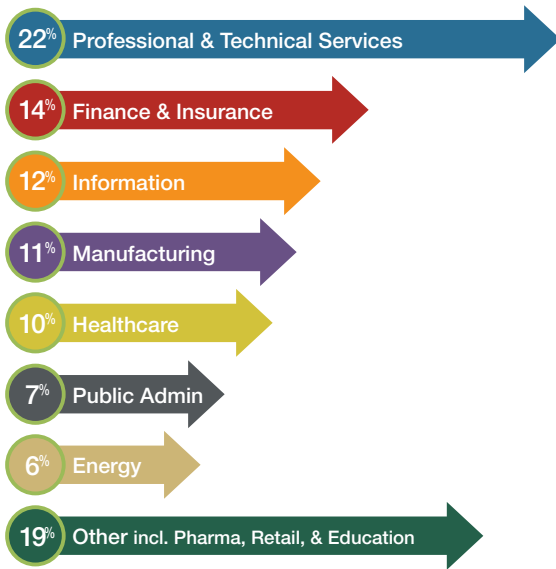 22% Professional & Technical Services
14% Finance & Insurance
12% Information
11% Manufacturing
10% Healthcare
7% Public Admin
6% Energy
19% Other incl. Pharma, Retail, & Education